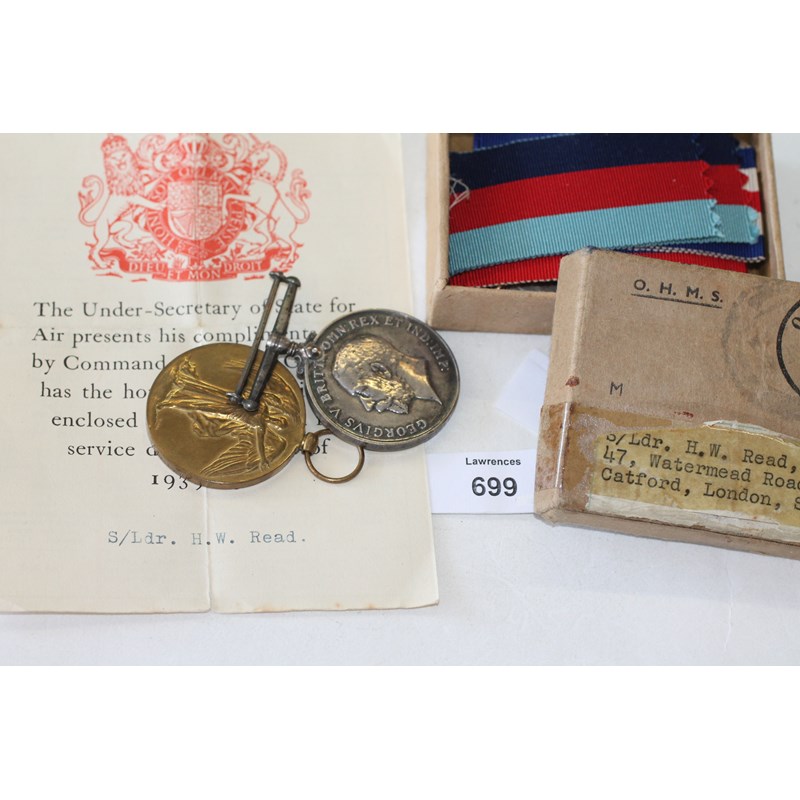 DIEU ET MON DROIT
The Under-Secretary of State for
Air presents his compliments
by Command
has the ho
enclosed
service d of
1939
S/Ldr. H.W. Read.
GEORGIVS V BRITT: OMN: REX ET IND: IMP:
Lawrences
699
O.H.M.S.
M
S/Ldr. H.W. Read,
47, Watermead Road
Catford, London, S